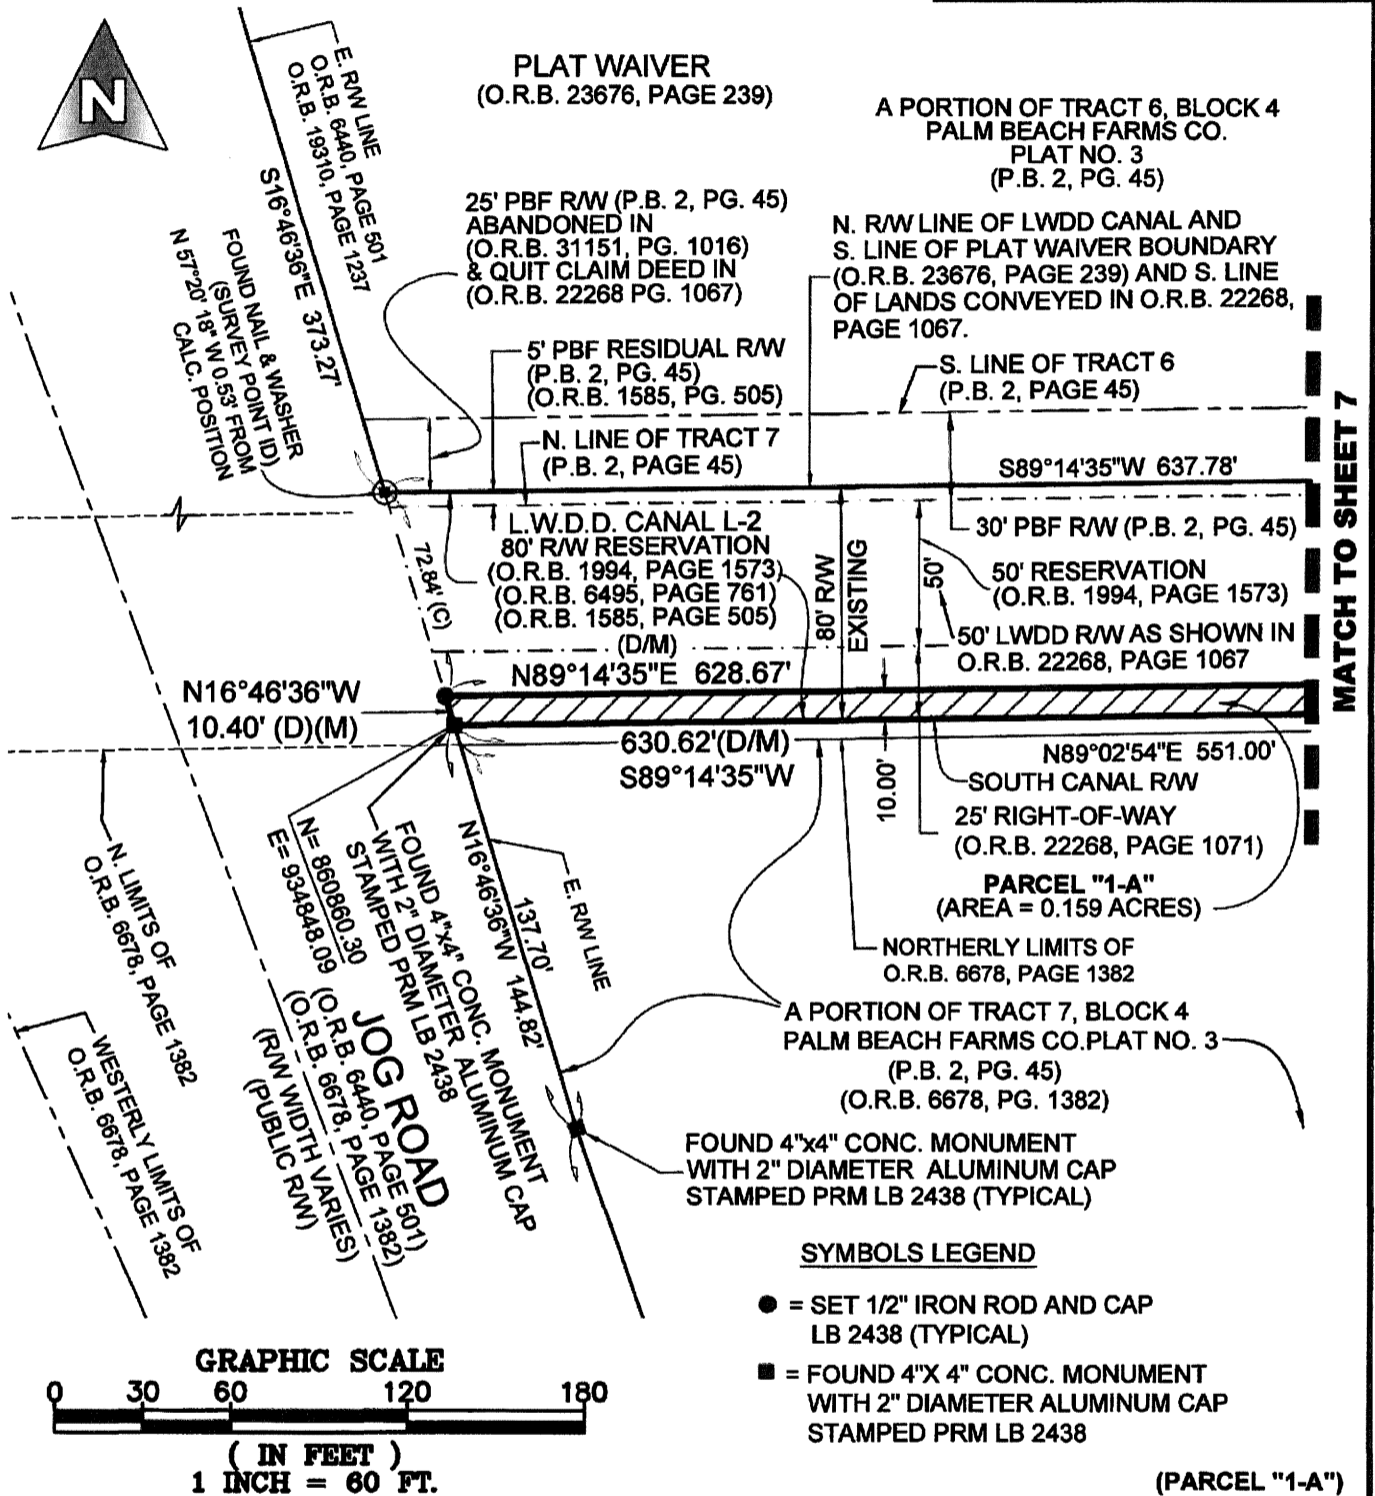 N
E. R/W LINE
O.R.B. 6440, PAGE 501
O.R.B. 19310, PAGE 1237
S16°46'36"E 373.27'
PLAT WAIVER
(O.R.B. 23676, PAGE 239)
A PORTION OF TRACT 6, BLOCK 4
PALM BEACH FARMS CO.
PLAT NO. 3
(P.B. 2, PG. 45)
25' PBF R/W (P.B. 2, PG. 45)
ABANDONED IN
(O.R.B. 31151, PG. 1016)
& QUIT CLAIM DEED IN
(O.R.B. 22268 PG. 1067)
N. R/W LINE OF LWDD CANAL AND
S. LINE OF PLAT WAIVER BOUNDARY
(O.R.B. 23676, PAGE 239) AND S. LINE
OF LANDS CONVEYED IN O.R.B. 22268,
PAGE 1067.
FOUND NAIL & WASHER
(SURVEY POINT ID)
N 57°20' 18" W 0.53' FROM
CALC. POSITION
5' PBF RESIDUAL R/W
(P.B. 2, PG. 45)
(O.R.B. 1585, PG. 505)
S. LINE OF TRACT 6
(P.B. 2, PAGE 45)
N. LINE OF TRACT 7
(P.B. 2, PAGE 45)
S89°14'35"W 637.78'
MATCH TO SHEET 7
L.W.D.D. CANAL L-2
80' R/W RESERVATION
(O.R.B. 1994, PAGE 1573)
(O.R.B. 6495, PAGE 761)
(O.R.B. 1585, PAGE 505)
(D/M)
72.84' (C)
80' R/W
EXISTING
50'
30' PBF R/W (P.B. 2, PG. 45)
50' RESERVATION
(O.R.B. 1994, PAGE 1573)
50' LWDD R/W AS SHOWN IN
O.R.B. 22268, PAGE 1067
N89°14'35"E 628.67'
N16°46'36"W
10.40' (D)(M)
630.62'(D/M)
S89°14'35"W
10.00'
N89°02'54"E 551.00'
SOUTH CANAL R/W
25' RIGHT-OF-WAY
(O.R.B. 22268, PAGE 1071)
PARCEL "1-A"
(AREA = 0.159 ACRES)
NORTHERLY LIMITS OF
O.R.B. 6678, PAGE 1382
N. LIMITS OF
O.R.B. 6678, PAGE 1382
WESTERLY LIMITS OF
O.R.B. 6678, PAGE 1382
N= 860860.30
E= 934848.09
FOUND 4"x4" CONC. MONUMENT
WITH 2" DIAMETER ALUMINUM CAP
STAMPED PRM LB 2438
JOG ROAD
(O.R.B. 6440, PAGE 501)
(O.R.B. 6678, PAGE 1382)
(R/W WIDTH VARIES)
(PUBLIC R/W)
E. R/W LINE
137.70'
N16°46'36"W 144.82'
A PORTION OF TRACT 7, BLOCK 4
PALM BEACH FARMS CO.PLAT NO. 3
(P.B. 2, PG. 45)
(O.R.B. 6678, PG. 1382)
FOUND 4"x4" CONC. MONUMENT
WITH 2" DIAMETER ALUMINUM CAP
STAMPED PRM LB 2438 (TYPICAL)
SYMBOLS LEGEND
= SET 1/2" IRON ROD AND CAP
LB 2438 (TYPICAL)
= FOUND 4"X 4" CONC. MONUMENT
WITH 2" DIAMETER ALUMINUM CAP
STAMPED PRM LB 2438
GRAPHIC SCALE
0 30 60 120 180
( IN FEET )
1 INCH = 60 FT.
(PARCEL "1-A")